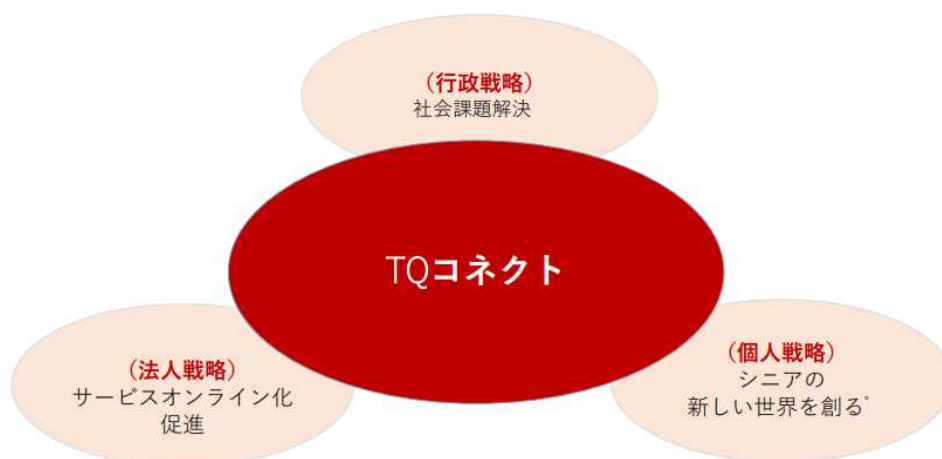 （行政戦略）
社会課題解決
TQコネクト
（法人戦略）
サービスオンライン化
促進
（個人戦略）
シニアの
新しい世界を創る゜